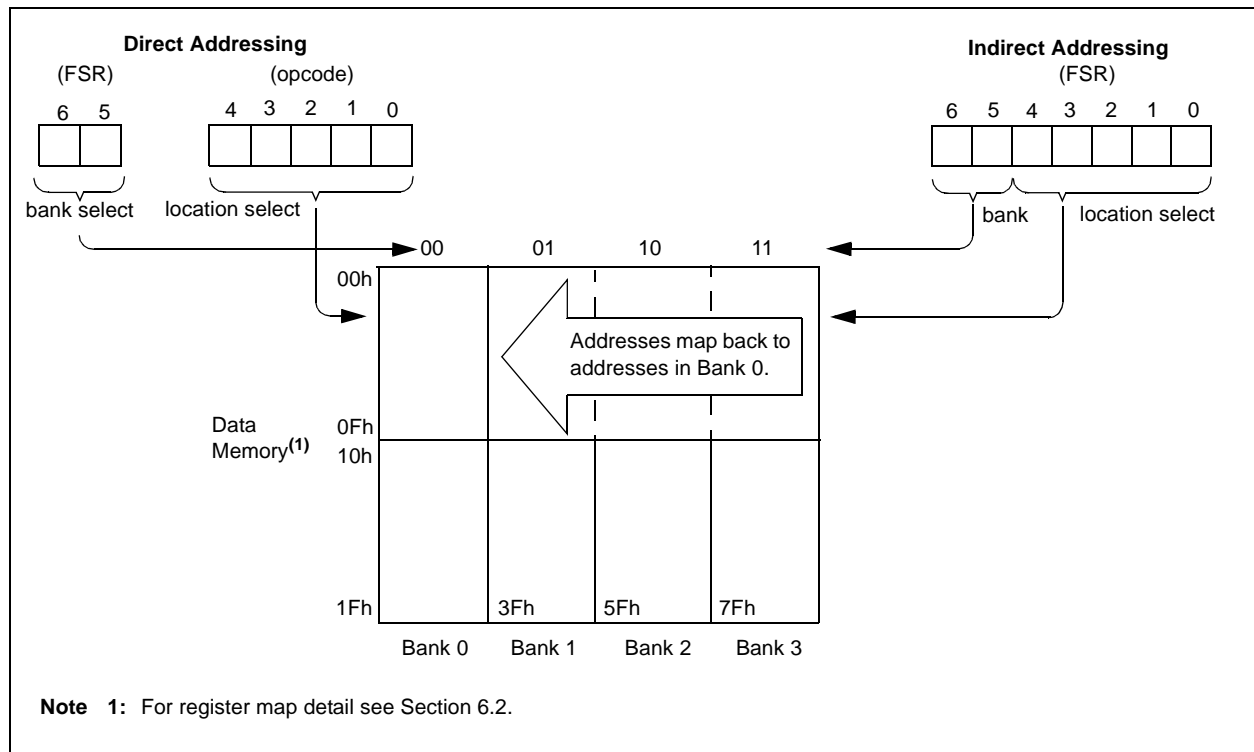 Direct Addressing
(FSR) (opcode)
6 5 4 3 2 1 0
bank select location select
Indirect Addressing
(FSR)
6 5 4 3 2 1 0
bank location select
00 01 10 11
00h
Addresses map back to
addresses in Bank 0.
Data
Memory(1)
0Fh
10h
1Fh 3Fh 5Fh 7Fh
Bank 0 Bank 1 Bank 2 Bank 3
Note 1: For register map detail see Section 6.2.